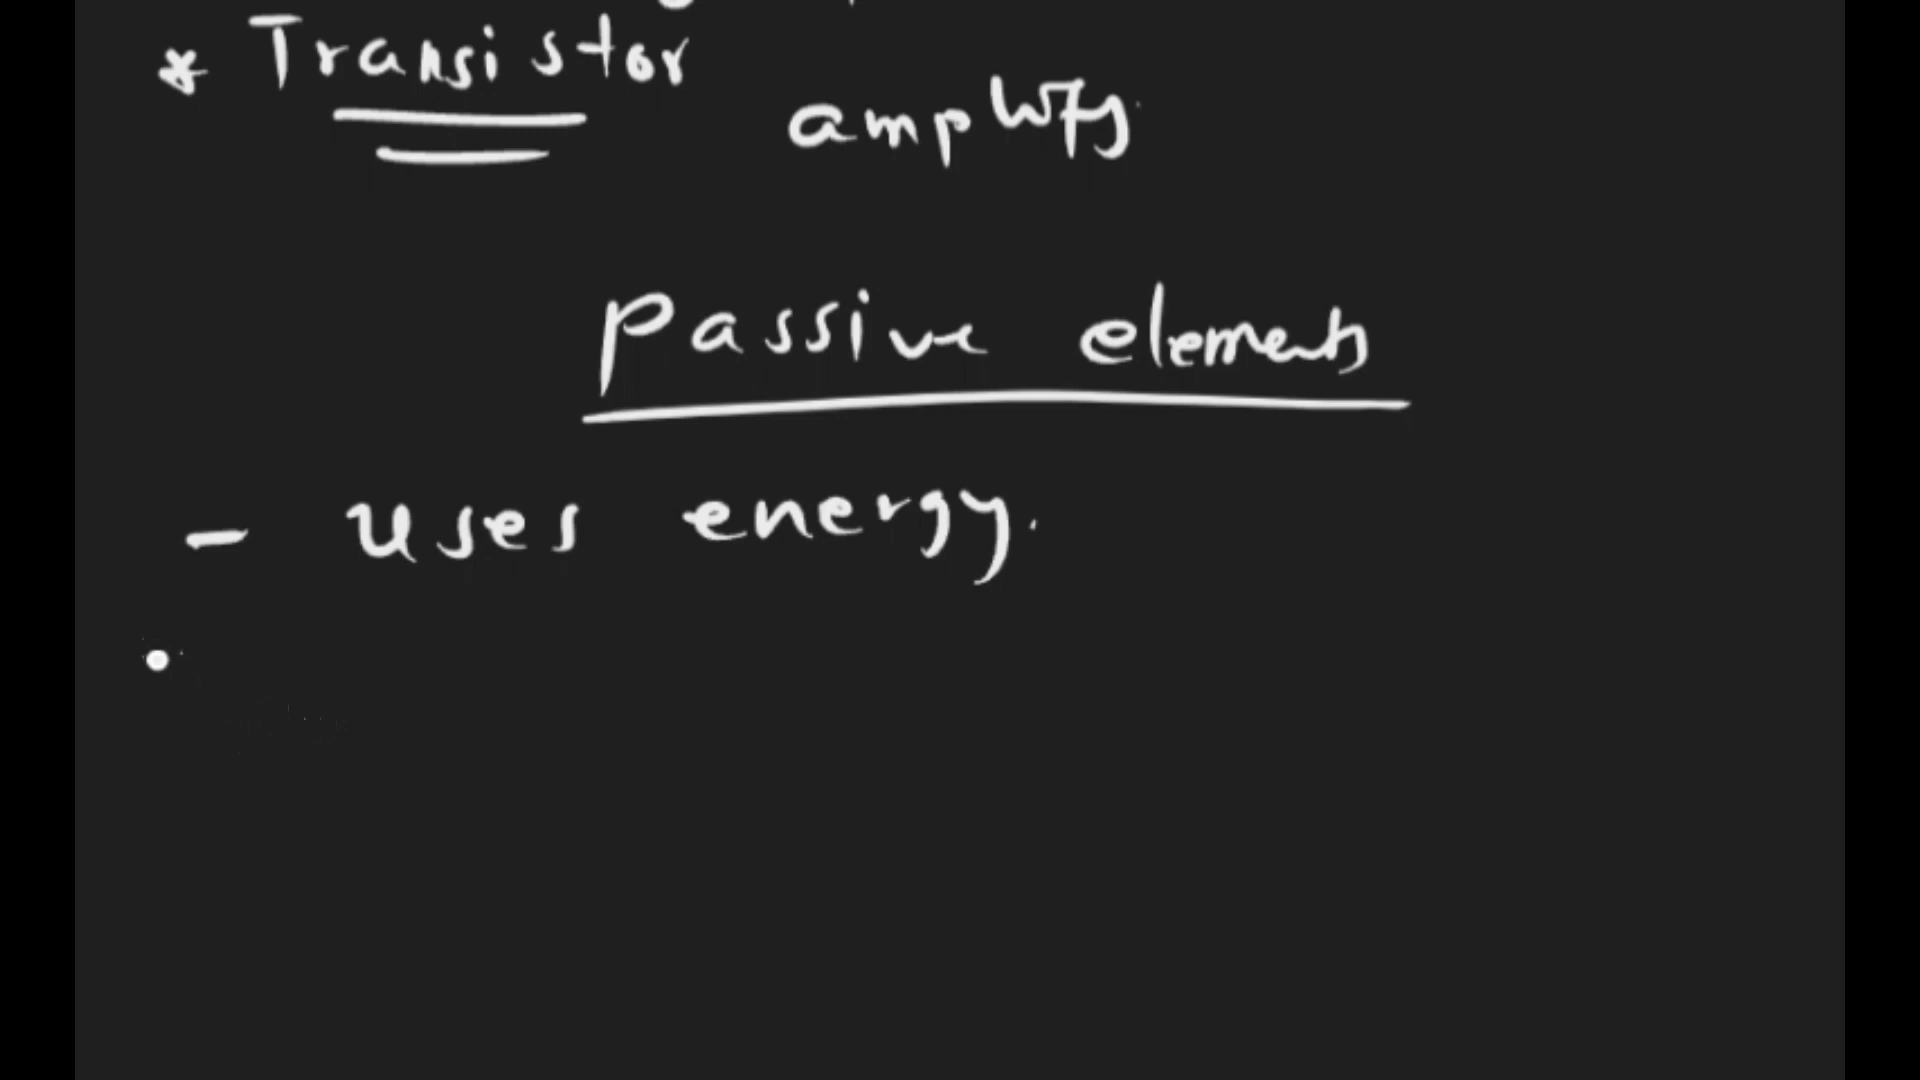 * Transistor
amplify
Passive elements
- uses energy.